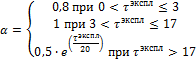 α = { 0,8 при 0 < τ^экспл ≤ 3
1 при 3 < τ^экспл ≤ 17
0,5 · e^(τ^экспл/20) при τ^экспл > 17